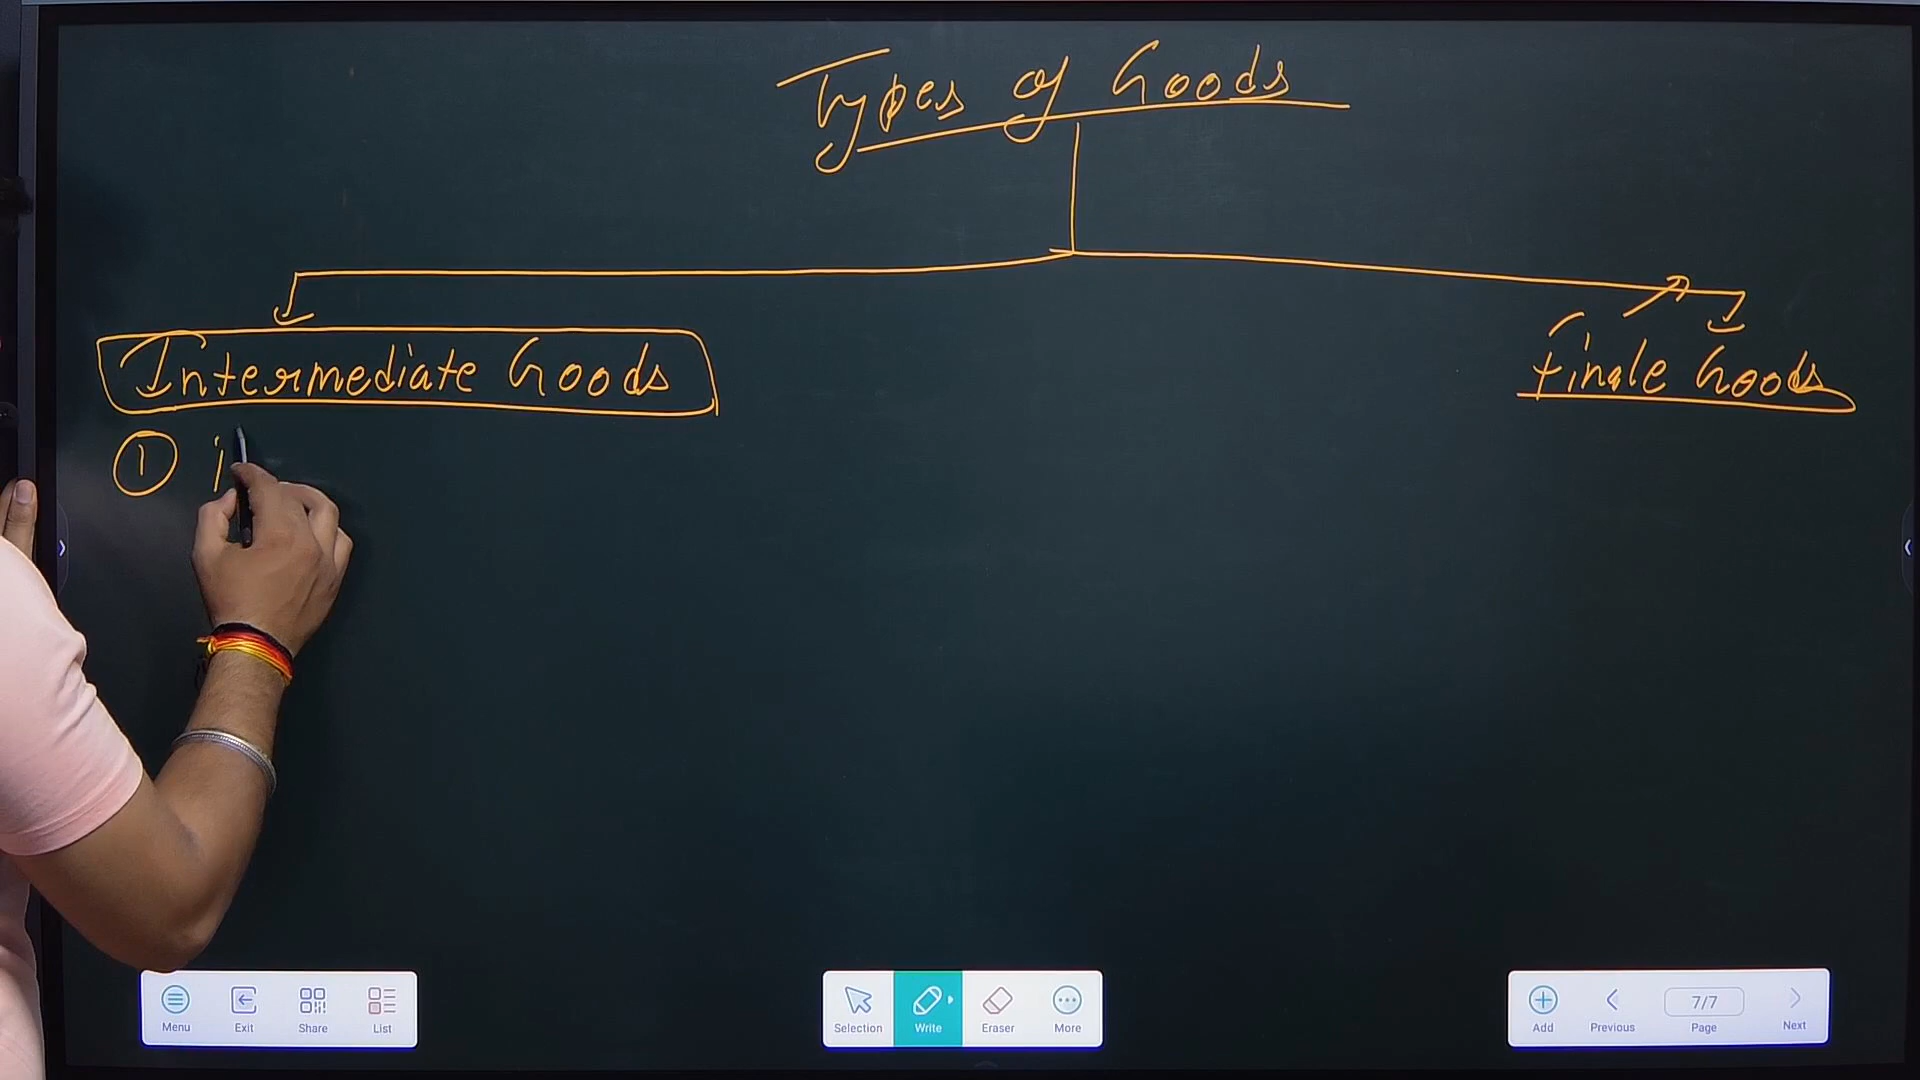 Types of Goods
Intermediate Goods
Finale Goods
① i
Menu Exit Share List
Selection Write Eraser More
Add Previous 7/7 Page Next